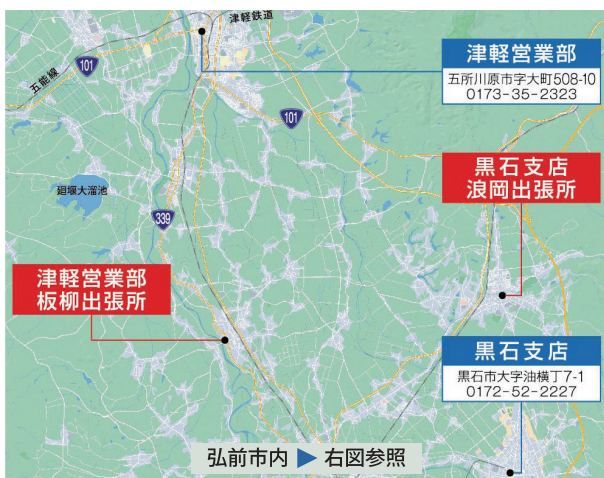 津軽鉄道
五能線
101
津軽営業部
五所川原市字大町508-10
0173-35-2323
101
黒石支店
浪岡出張所
廻堰大溜池
339
津軽営業部
板柳出張所
黒石支店
黒石市大字油横丁7-1
0172-52-2227
弘前市内 ▶ 右図参照